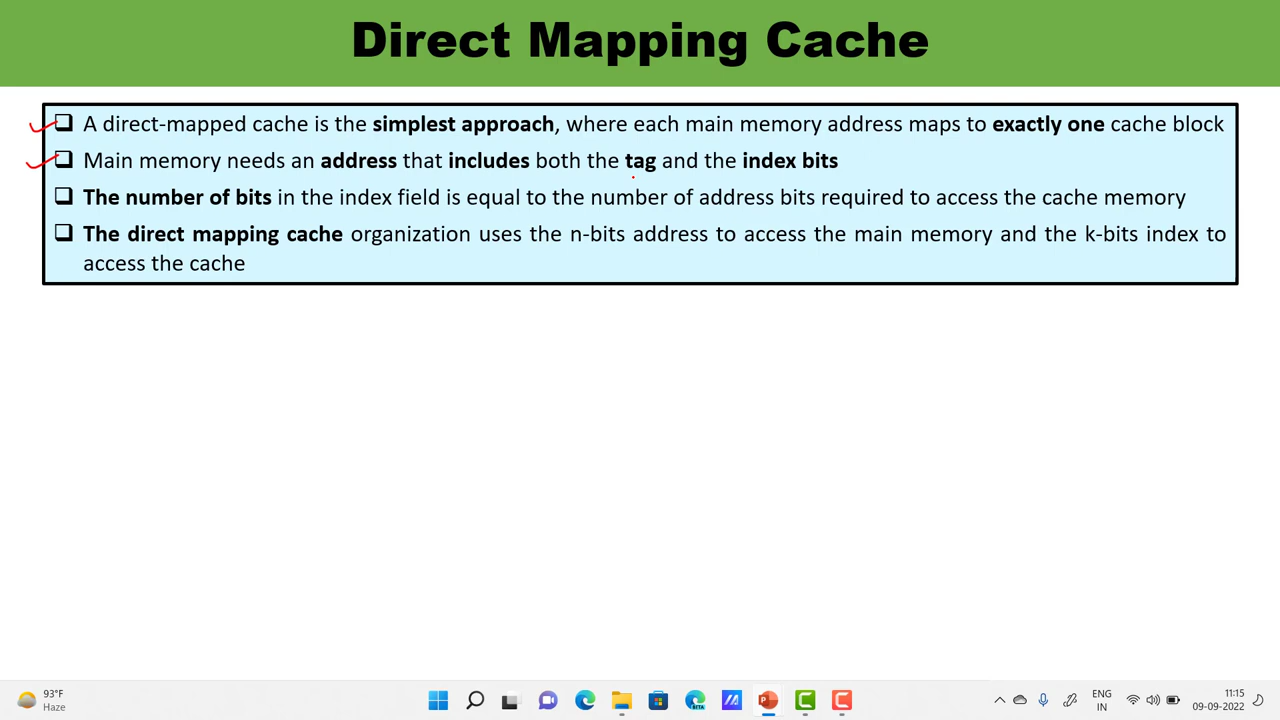 Direct Mapping Cache
❑ A direct-mapped cache is the simplest approach, where each main memory address maps to exactly one cache block
❑ Main memory needs an address that includes both the tag and the index bits
❑ The number of bits in the index field is equal to the number of address bits required to access the cache memory
❑ The direct mapping cache organization uses the n-bits address to access the main memory and the k-bits index to
access the cache
93°F
Haze
BETA
ENG
IN
11:15
09-09-2022